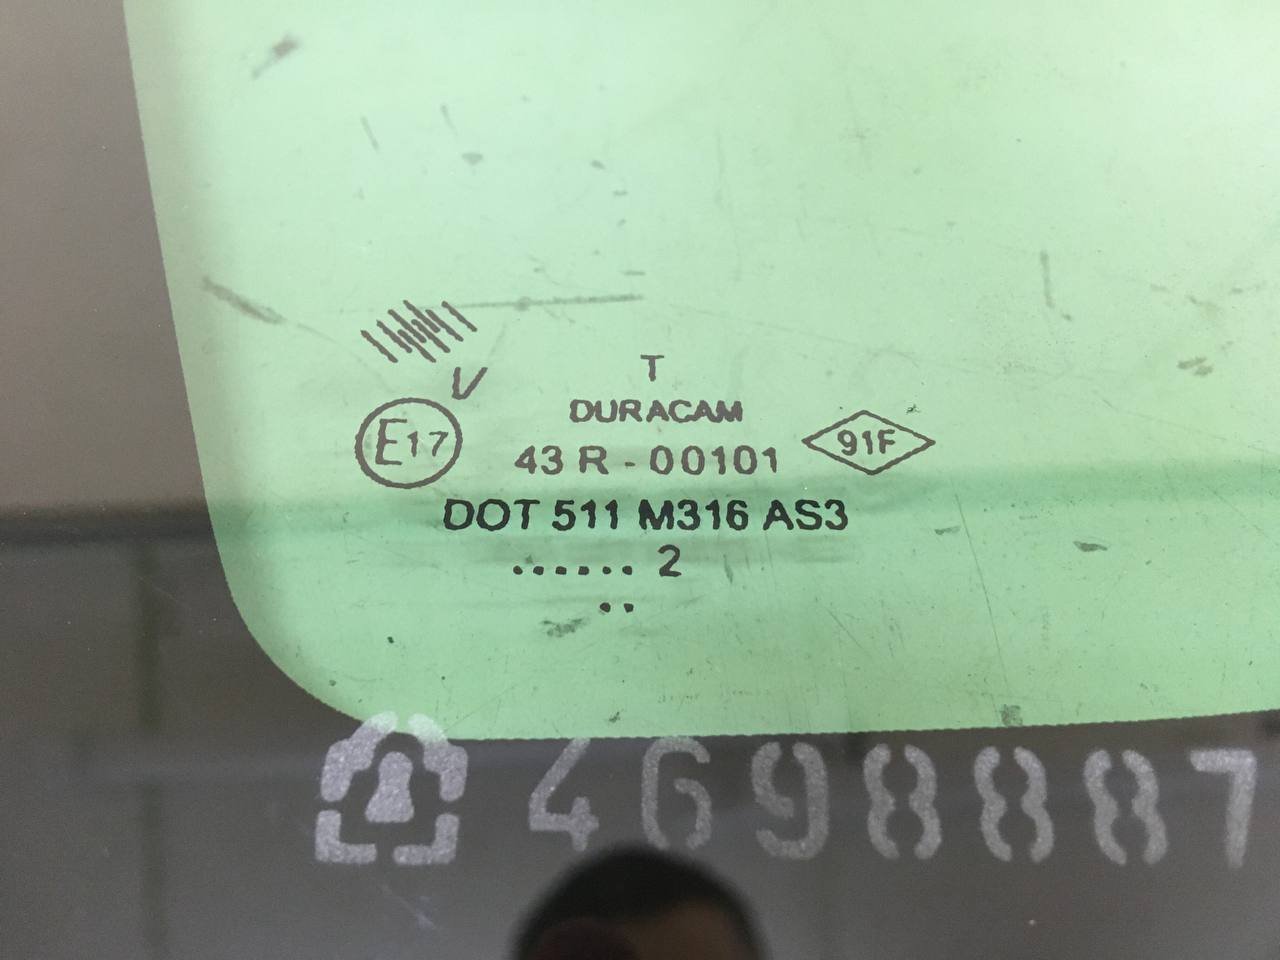 V
T
DURACAM
E17
43 R - 00101
91F
DOT 511 M316 AS3
...... 2
..
4698887